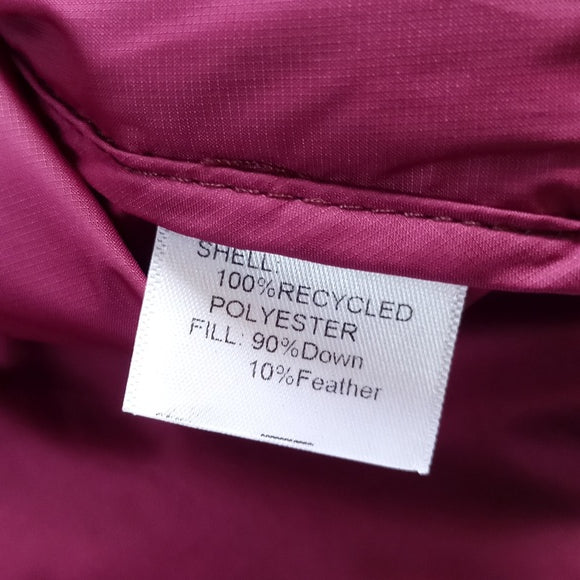 SHELL:
100%RECYCLED
POLYESTER
FILL: 90%Down
10%Feather